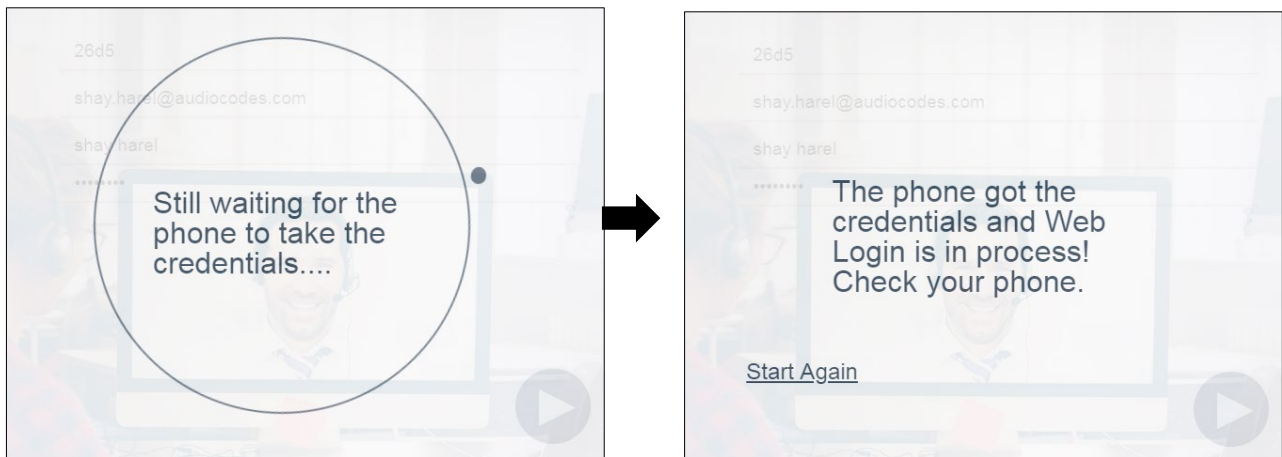 26d5
shay.harel@audiocodes.com
shay harel
••••••••
Still waiting for the
phone to take the
credentials....
26d5
shay.harel@audiocodes.com
shay harel
••••••••
The phone got the
credentials and Web
Login is in process!
Check your phone.
Start Again